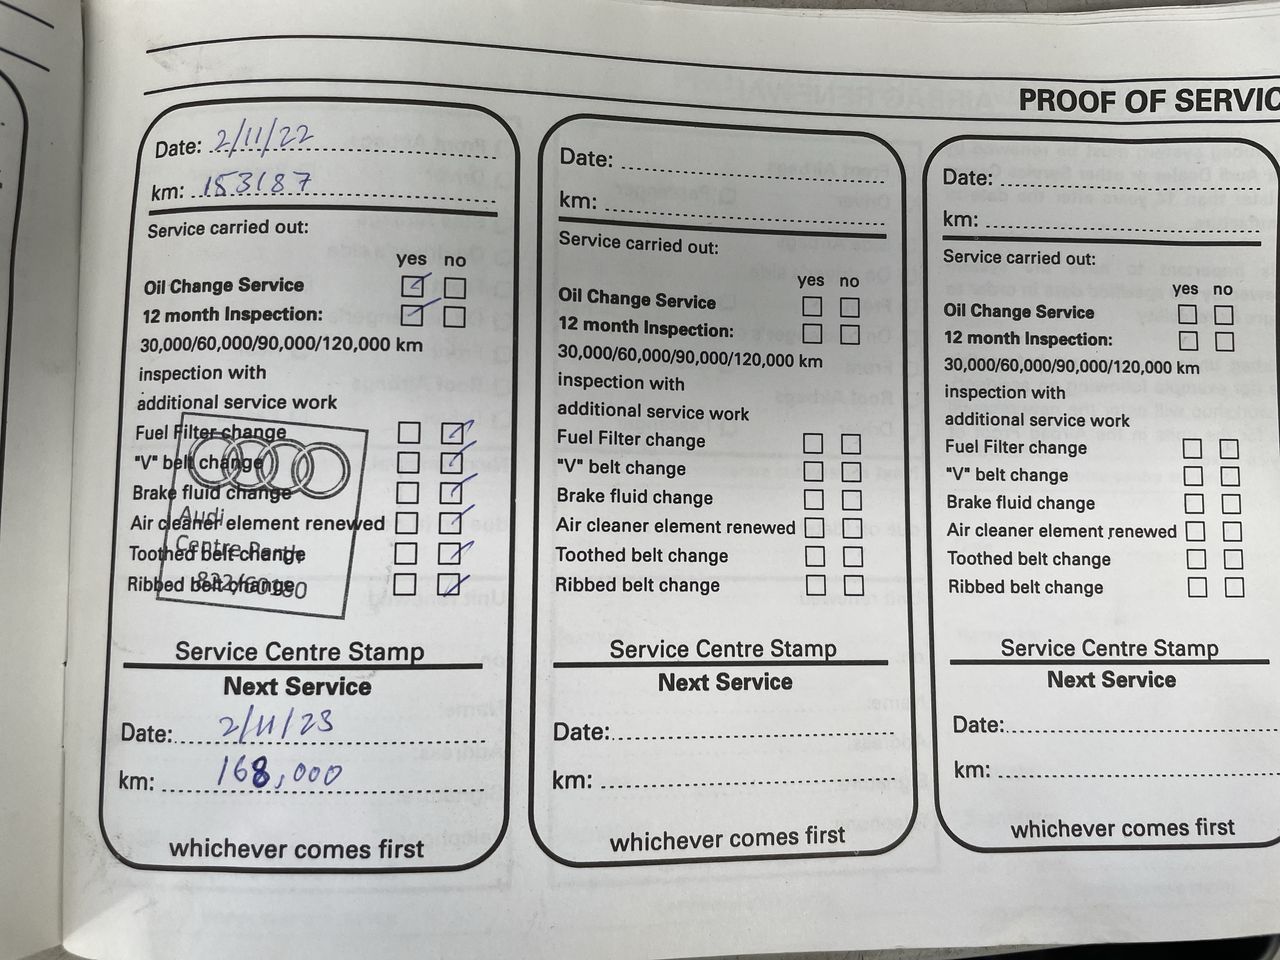 PROOF OF SERVIC
Date: 2/11/22
km: 153187
Service carried out:
yes no
Oil Change Service
12 month Inspection:
30,000/60,000/90,000/120,000 km
inspection with
additional service work
Fuel Filter change
"V" belt change
Brake fluid change
Air cleaner element renewed
Toothed belt change
Ribbed belt change
Audi
Centre Perth
Service Centre Stamp
Next Service
Date: 2/11/23
km: 168,000
whichever comes first
Date:
km:
Service carried out:
yes no
Oil Change Service
12 month Inspection:
30,000/60,000/90,000/120,000 km
inspection with
additional service work
Fuel Filter change
"V" belt change
Brake fluid change
Air cleaner element renewed
Toothed belt change
Ribbed belt change
Service Centre Stamp
Next Service
Date:
km:
whichever comes first
Date:
km:
Service carried out:
yes no
Oil Change Service
12 month Inspection:
30,000/60,000/90,000/120,000 km
inspection with
additional service work
Fuel Filter change
"V" belt change
Brake fluid change
Air cleaner element renewed
Toothed belt change
Ribbed belt change
Service Centre Stamp
Next Service
Date:
km:
whichever comes first